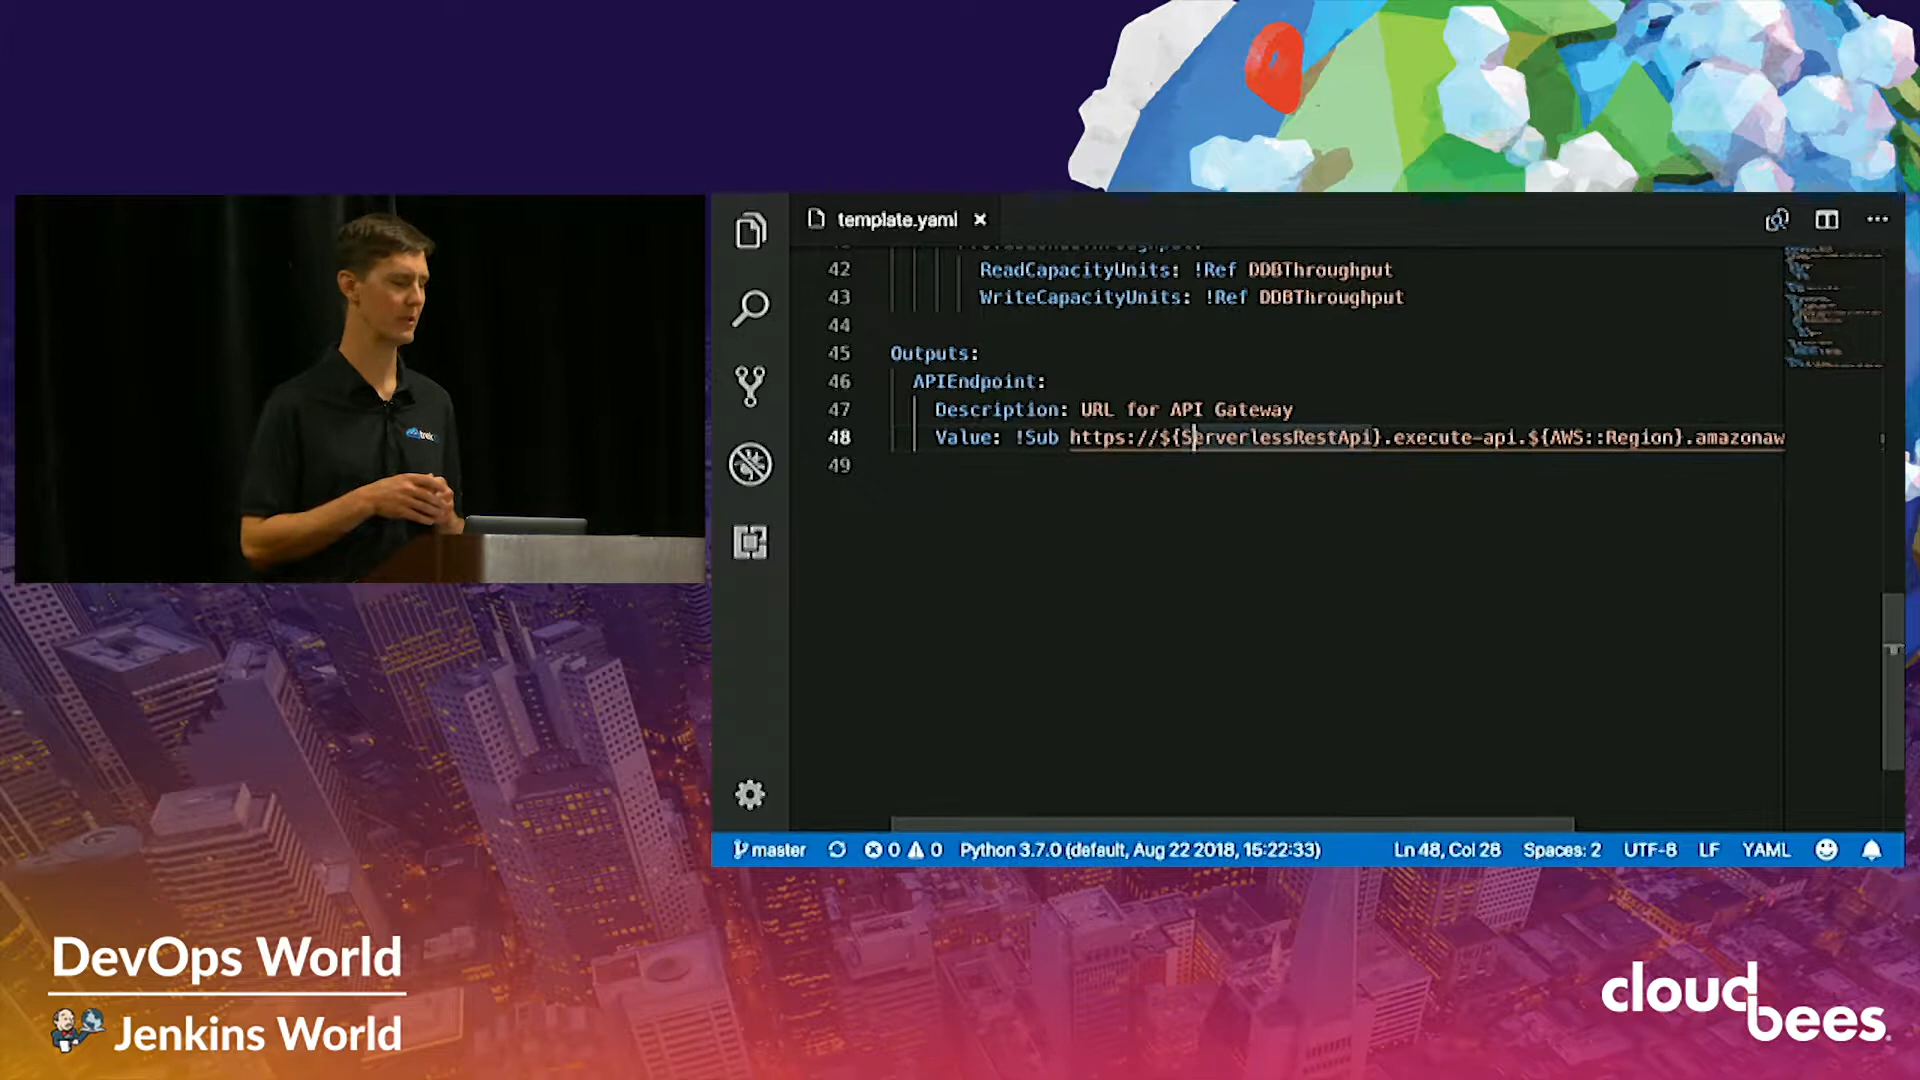 template.yaml
42 ReadCapacityUnits: !Ref DDBThroughput
43 WriteCapacityUnits: !Ref DDBThroughput
44
45 Outputs:
46 APIEndpoint:
47 Description: URL for API Gateway
48 Value: !Sub https://${ServerlessRestApi}.execute-api.${AWS::Region}.amazonaw
49
master 0 0 Python 3.7.0 (default, Aug 22 2018, 15:22:33) Ln 48, Col 28 Spaces: 2 UTF-8 LF YAML
DevOps World
Jenkins World
cloudbees